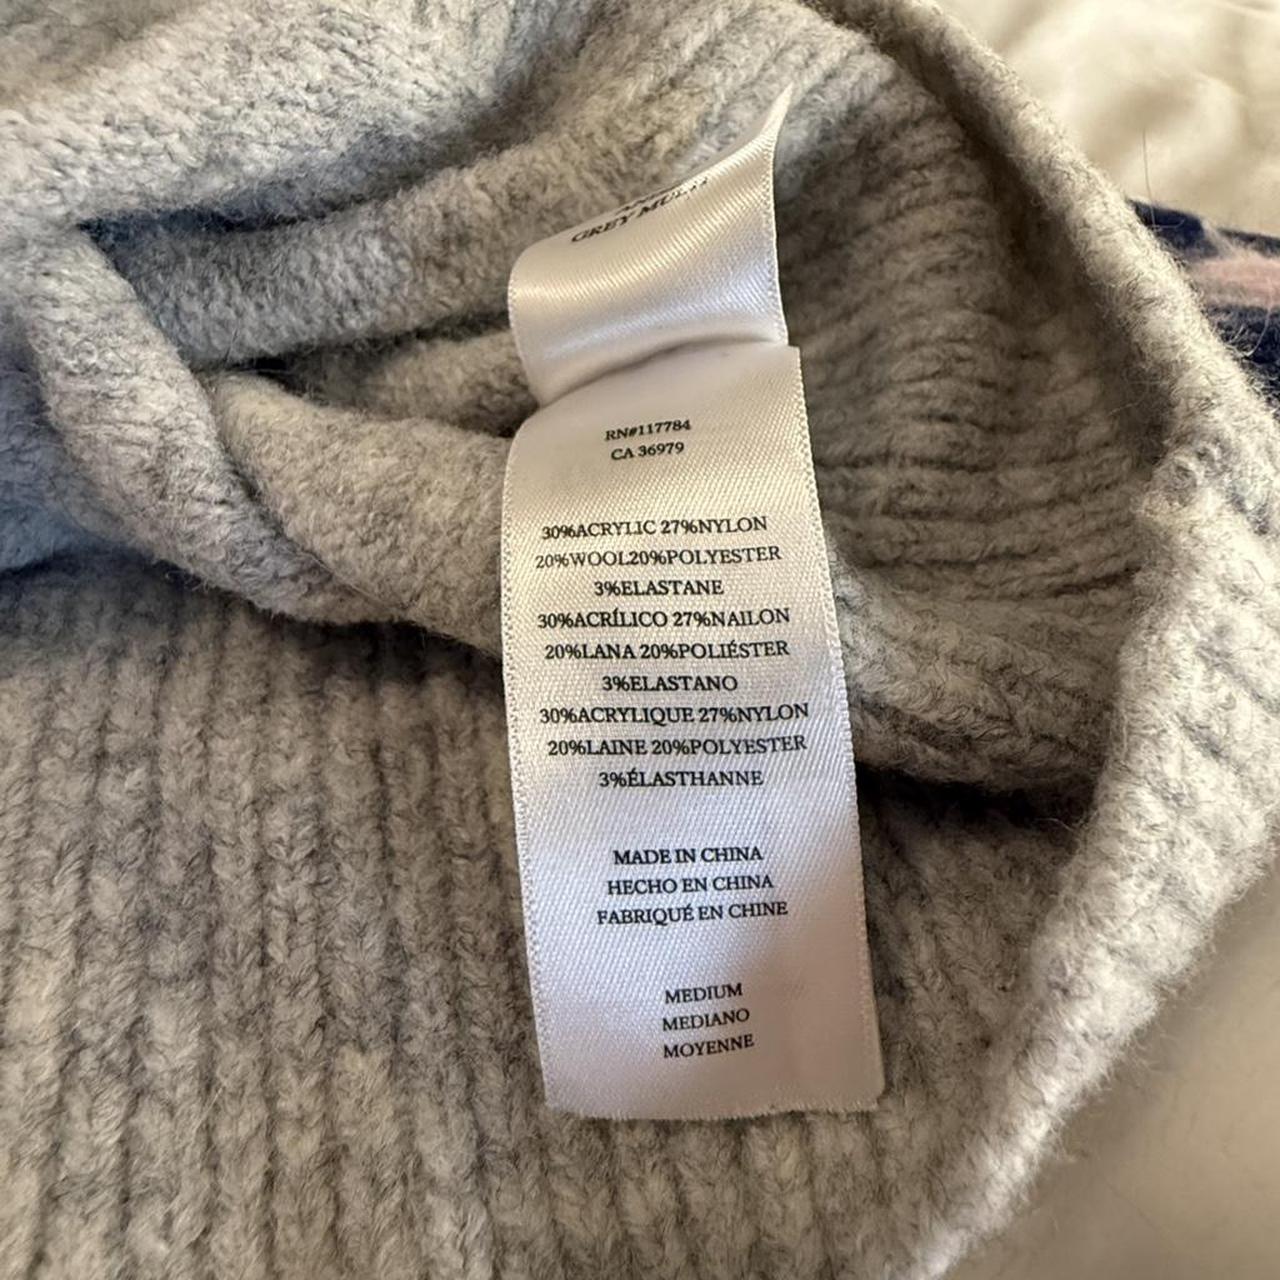 GREY MULTI
RN#117784
CA 36979
30%ACRYLIC 27%NYLON
20%WOOL20%POLYESTER
3%ELASTANE
30%ACRÍLICO 27%NAILON
20%LANA 20%POLIÉSTER
3%ELASTANO
30%ACRYLIQUE 27%NYLON
20%LAINE 20%POLYESTER
3%ÉLASTHANNE
MADE IN CHINA
HECHO EN CHINA
FABRIQUÉ EN CHINE
MEDIUM
MEDIANO
MOYENNE